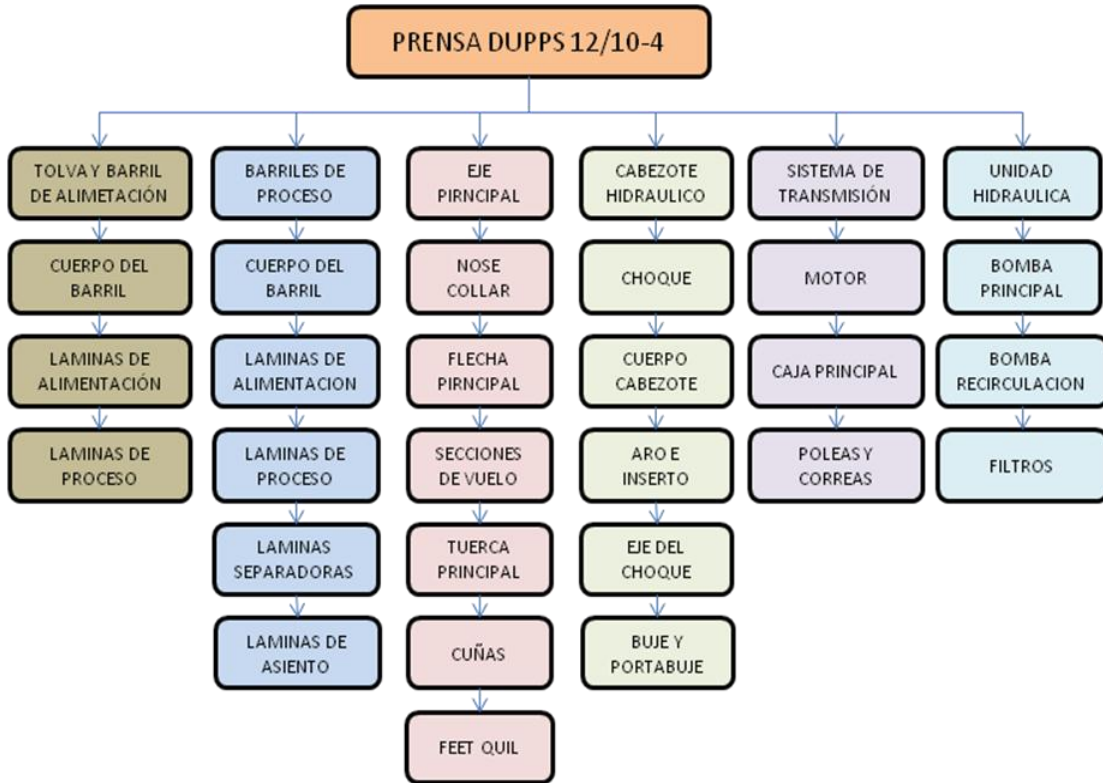 PRENSA DUPPS 12/10-4
TOLVA Y BARRIL
DE ALIMETACIÓN
CUERPO DEL
BARRIL
LAMINAS DE
ALIMENTACIÓN
LAMINAS DE
PROCESO
BARRILES DE
PROCESO
CUERPO DEL
BARRIL
LAMINAS DE
ALIMENTACION
LAMINAS DE
PROCESO
LAMINAS
SEPARADORAS
LAMINAS DE
ASIENTO
EJE
PIRNCIPAL
NOSE
COLLAR
FLECHA
PIRNCIPAL
SECCIONES
DE VUELO
TUERCA
PRINCIPAL
CUÑAS
FEET QUIL
CABEZOTE
HIDRAULICO
CHOQUE
CUERPO
CABEZOTE
ARO E
INSERTO
EJE DEL
CHOQUE
BUJE Y
PORTABUJE
SISTEMA DE
TRANSMISIÓN
MOTOR
CAJA PRINCIPAL
POLEAS Y
CORREAS
UNIDAD
HIDRAULICA
BOMBA
PRINCIPAL
BOMBA
RECIRCULACION
FILTROS